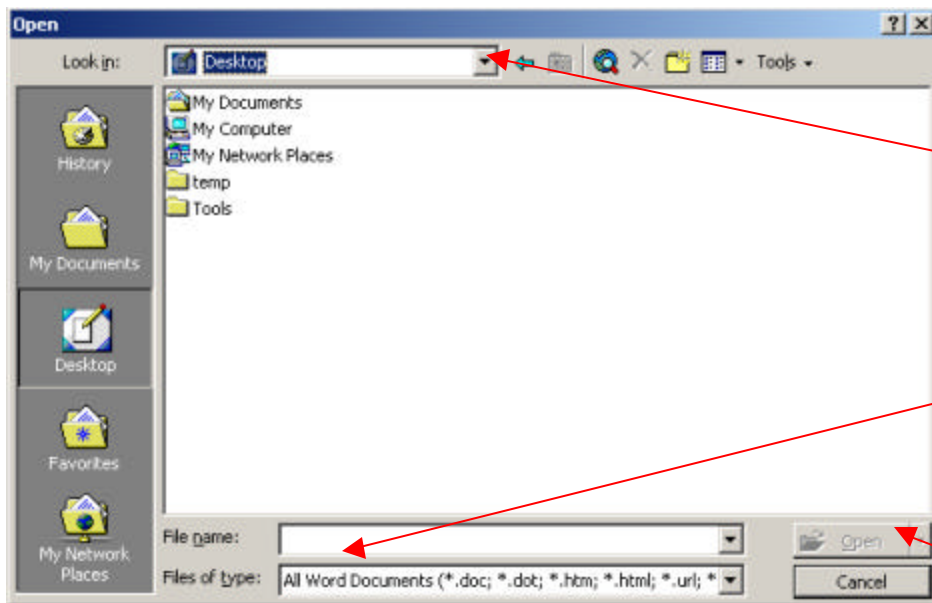 Open
Look in: Desktop Tools
My Documents
My Computer
My Network Places
temp
Tools
History
My Documents
Desktop
Favorites
My Network
Places
File name: Open
Files of type: All Word Documents (*.doc; *.dot; *.htm; *.html; *.url; * Cancel